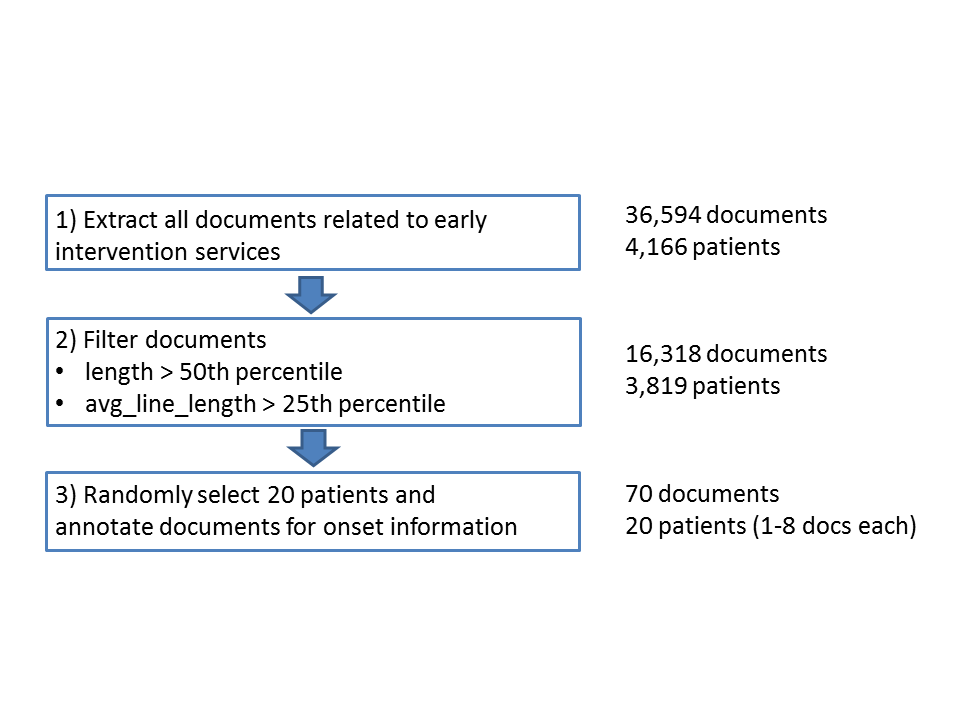 1) Extract all documents related to early
intervention services
36,594 documents
4,166 patients
2) Filter documents
• length > 50th percentile
• avg_line_length > 25th percentile
16,318 documents
3,819 patients
3) Randomly select 20 patients and
annotate documents for onset information
70 documents
20 patients (1-8 docs each)